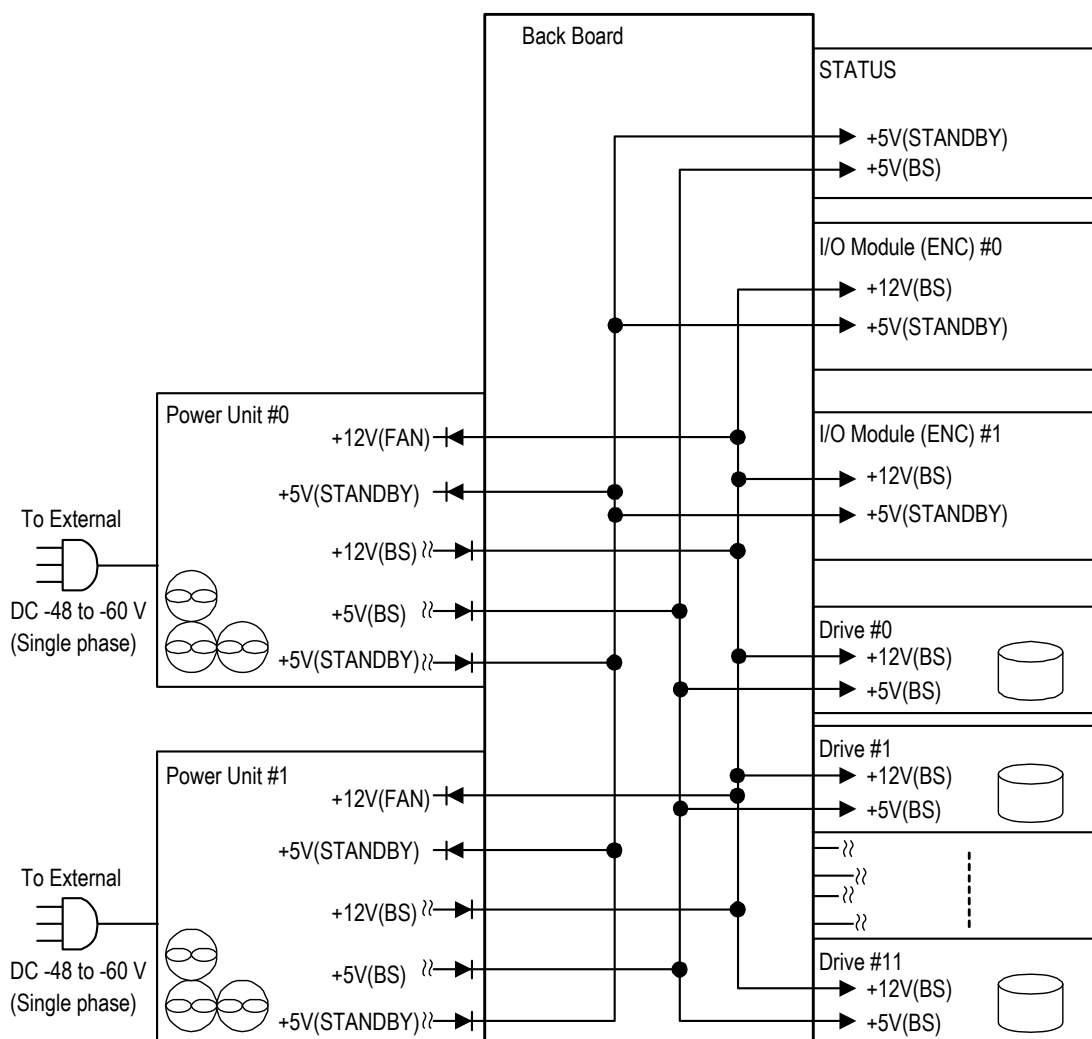 Back Board
STATUS
+5V(STANDBY)
+5V(BS)
I/O Module (ENC) #0
+12V(BS)
+5V(STANDBY)
I/O Module (ENC) #1
+12V(BS)
+5V(STANDBY)
Power Unit #0
+12V(FAN)
+5V(STANDBY)
+12V(BS)
+5V(BS)
+5V(STANDBY)
To External
DC -48 to -60 V
(Single phase)
Drive #0
+12V(BS)
+5V(BS)
Drive #1
+12V(BS)
+5V(BS)
Power Unit #1
+12V(FAN)
+5V(STANDBY)
+12V(BS)
+5V(BS)
+5V(STANDBY)
To External
DC -48 to -60 V
(Single phase)
Drive #11
+12V(BS)
+5V(BS)